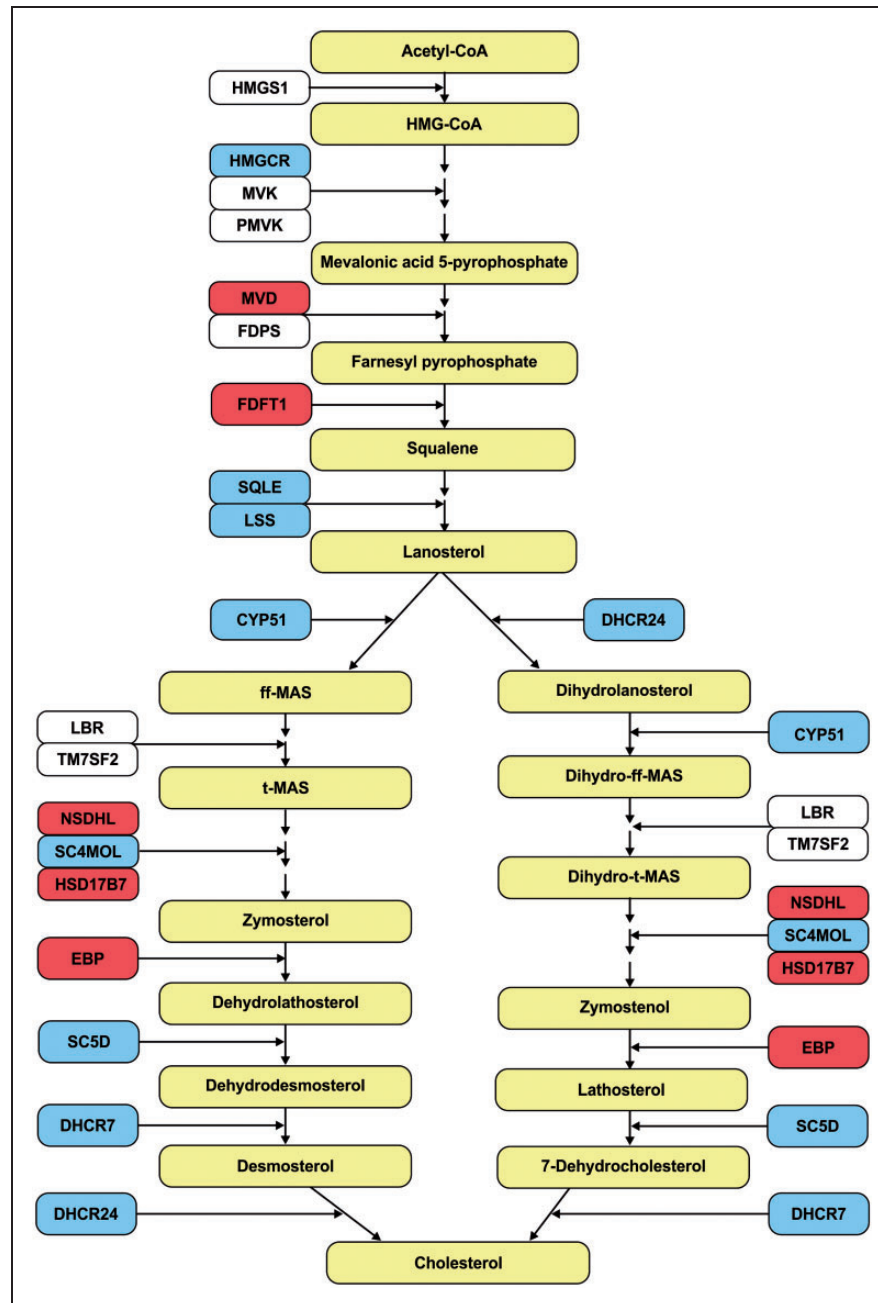 Acetyl-CoA
HMGS1
HMG-CoA
HMGCR
MVK
PMVK
Mevalonic acid 5-pyrophosphate
MVD
FDPS
Farnesyl pyrophosphate
FDFT1
Squalene
SQLE
LSS
Lanosterol
CYP51
DHCR24
ff-MAS
Dihydrolanosterol
LBR
TM7SF2
CYP51
t-MAS
Dihydro-ff-MAS
NSDHL
SC4MOL
HSD17B7
LBR
TM7SF2
Dihydro-t-MAS
Zymosterol
NSDHL
SC4MOL
HSD17B7
EBP
Dehydrolathosterol
Zymostenol
SC5D
EBP
Dehydrodesmosterol
Lathosterol
DHCR7
SC5D
Desmosterol
7-Dehydrocholesterol
DHCR24
DHCR7
Cholesterol